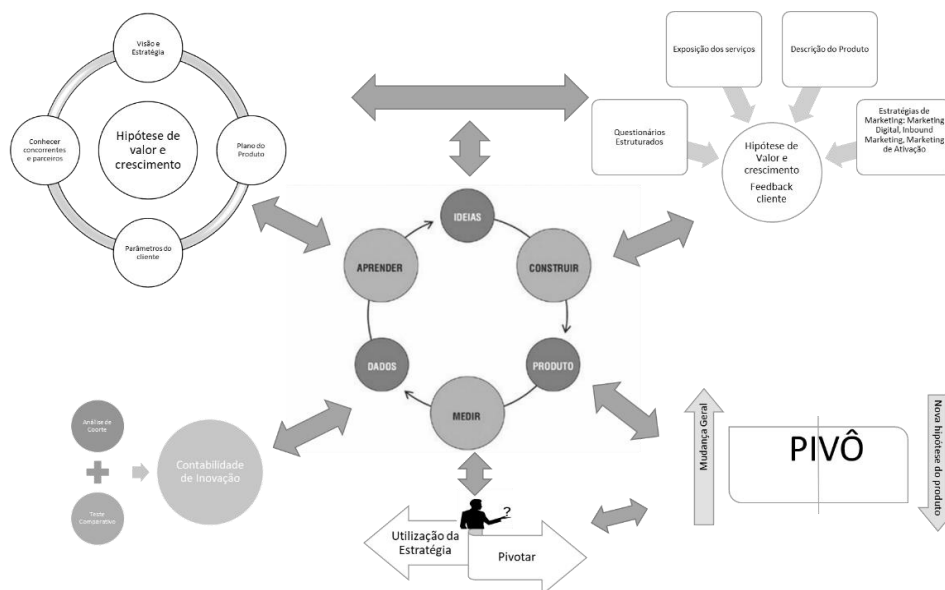 Visão e
Estratégia
Conhecer
concorrentes
e parceiros
Hipótese de
valor e
crescimento
Plano do
Produto
Parâmetros do
cliente
Exposição dos serviços
Descrição do Produto
Questionários
Estruturados
Estratégias de
Marketing: Marketing
Digital, Inbound
Marketing, Marketing
de Ativação
Hipótese de
Valor e
crescimento
Feedback
cliente
IDEIAS
APRENDER
CONSTRUIR
DADOS
PRODUTO
MEDIR
Análise de
Coorte
Teste
Comparativo
Contabilidade
de Inovação
?
Utilização da
Estratégia
Pivotar
Mudança Geral
PIVÔ
Nova hipótese do
produto